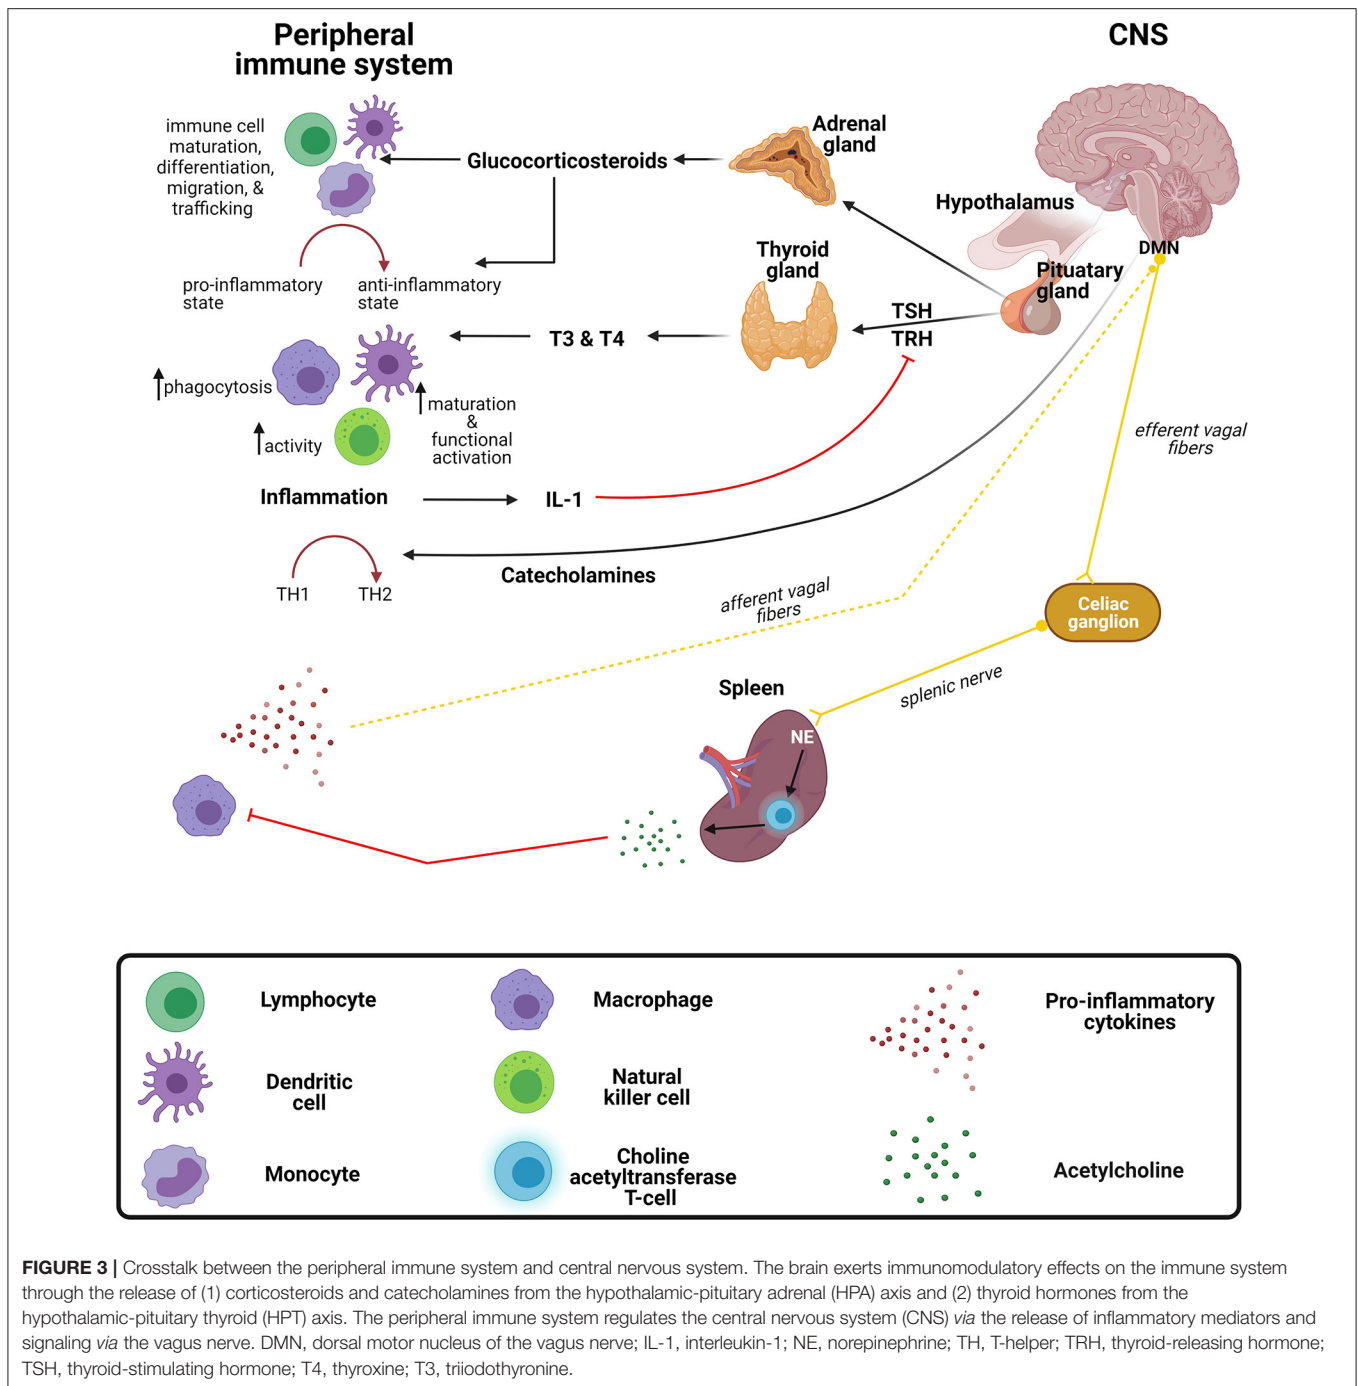 Peripheral
immune system
CNS
immune cell
maturation,
differentiation,
migration, &
trafficking
Glucocorticosteroids
Adrenal
gland
Hypothalamus
DMN
Thyroid
gland
Pituatary
gland
pro-inflammatory
state
anti-inflammatory
state
TSH
TRH
T3 & T4
phagocytosis
maturation
&
functional
activation
activity
efferent vagal
fibers
Inflammation
IL-1
Catecholamines
TH1
TH2
afferent vagal
fibers
Celiac
ganglion
splenic nerve
Spleen
NE
Lymphocyte
Macrophage
Pro-inflammatory
cytokines
Dendritic
cell
Natural
killer cell
Monocyte
Choline
acetyltransferase
T-cell
Acetylcholine
FIGURE 3 | Crosstalk between the peripheral immune system and central nervous system. The brain exerts immunomodulatory effects on the immune system
through the release of (1) corticosteroids and catecholamines from the hypothalamic-pituitary adrenal (HPA) axis and (2) thyroid hormones from the
hypothalamic-pituitary thyroid (HPT) axis. The peripheral immune system regulates the central nervous system (CNS) via the release of inflammatory mediators and
signaling via the vagus nerve. DMN, dorsal motor nucleus of the vagus nerve; IL-1, interleukin-1; NE, norepinephrine; TH, T-helper; TRH, thyroid-releasing hormone;
TSH, thyroid-stimulating hormone; T4, thyroxine; T3, triiodothyronine.